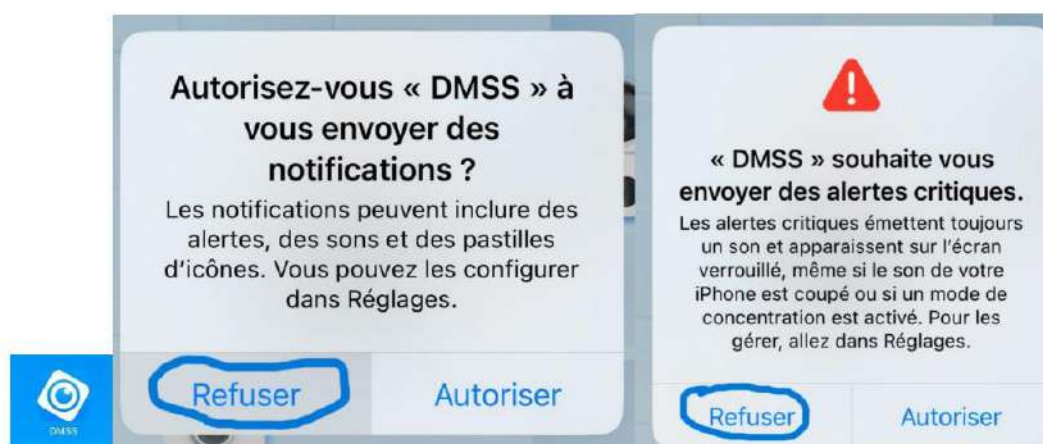 Autorisez-vous « DMSS » à
vous envoyer des
notifications ?
Les notifications peuvent inclure des
alertes, des sons et des pastilles
d'icônes. Vous pouvez les configurer
dans Réglages.
Refuser
Autoriser
« DMSS » souhaite vous
envoyer des alertes critiques.
Les alertes critiques émettent toujours
un son et apparaissent sur l'écran
verrouillé, même si le son de votre
iPhone est coupé ou si un mode de
concentration est activé. Pour les
gérer, allez dans Réglages.
Refuser
Autoriser
DMSS